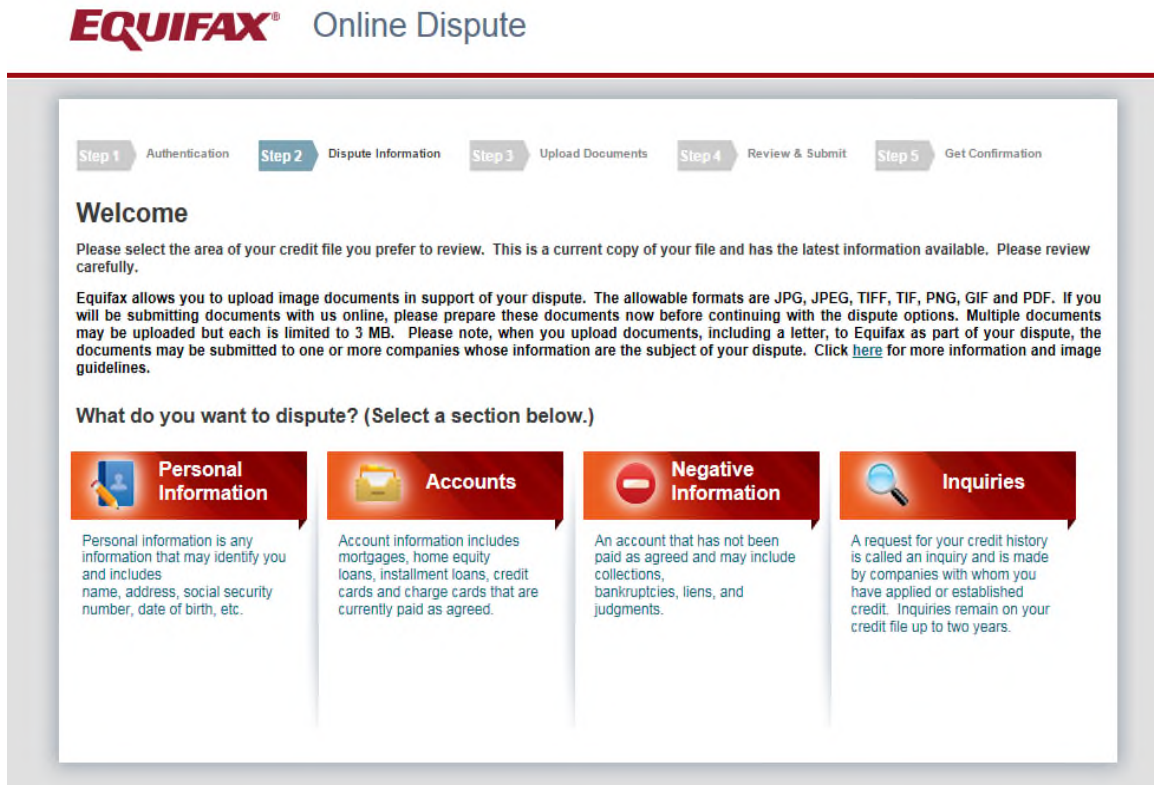 EQUIFAX® Online Dispute
Step 1 Authentication Step 2 Dispute Information Step 3 Upload Documents Step 4 Review & Submit Step 5 Get Confirmation
Welcome
Please select the area of your credit file you prefer to review. This is a current copy of your file and has the latest information available. Please review
carefully.
Equifax allows you to upload image documents in support of your dispute. The allowable formats are JPG, JPEG, TIFF, TIF, PNG, GIF and PDF. If you
will be submitting documents with us online, please prepare these documents now before continuing with the dispute options. Multiple documents
may be uploaded but each is limited to 3 MB. Please note, when you upload documents, including a letter, to Equifax as part of your dispute, the
documents may be submitted to one or more companies whose information are the subject of your dispute. Click here for more information and image
guidelines.
What do you want to dispute? (Select a section below.)
Personal
Information
Personal information is any
information that may identify you
and includes
name, address, social security
number, date of birth, etc.
Accounts
Account information includes
mortgages, home equity
loans, installment loans, credit
cards and charge cards that are
currently paid as agreed.
Negative
Information
An account that has not been
paid as agreed and may include
collections,
bankruptcies, liens, and
judgments.
Inquiries
A request for your credit history
is called an inquiry and is made
by companies with whom you
have applied or established
credit. Inquiries remain on your
credit file up to two years.